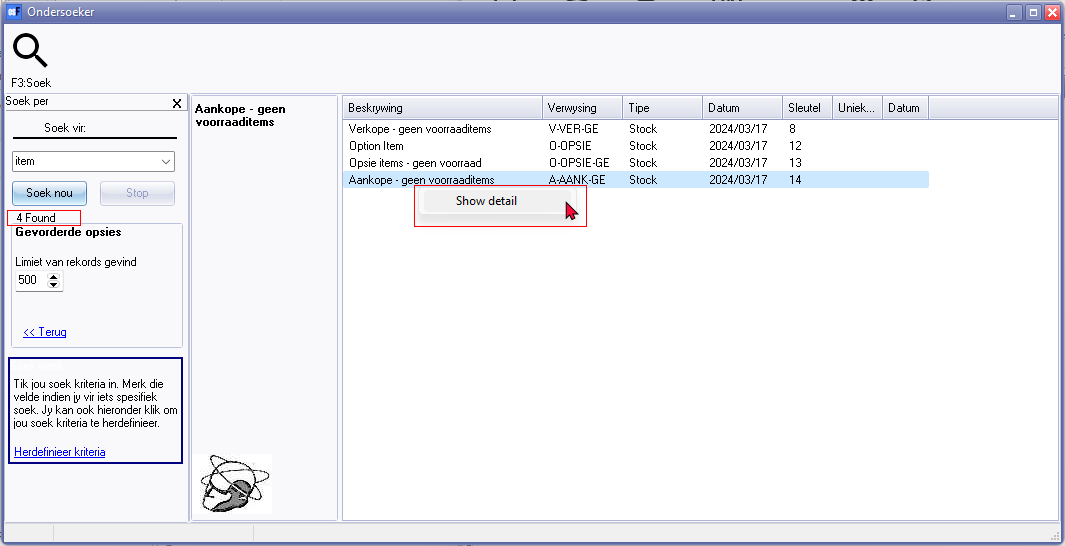 Ondersoeker
F3:Soek
Soek per
Soek vir:
item
Soek nou Stop
4 Found
Gevorderde opsies
Limiet van rekords gevind
500
<< Terug
Tik jou soek kriteria in. Merk die
velde indien jy vir iets spesifiek
soek. Jy kan ook hieronder klik om
jou soek kriteria te herdefinieer.
Herdefinieer kriteria
Aankope - geen
voorraaditems
Beskrywing Verwysing Tipe Datum Sleutel Uniek... Datum
Verkope - geen voorraaditems V-VER-GE Stock 2024/03/17 8
Option Item O-OPSIE Stock 2024/03/17 12
Opsie items - geen voorraad O-OPSIE-GE Stock 2024/03/17 13
Aankope - geen voorraaditems A-AANK-GE Stock 2024/03/17 14
Show detail